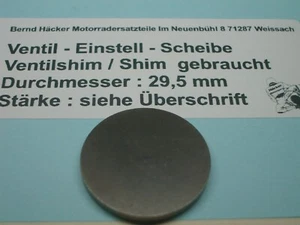 Bernd Häcker Motorradersatzteile Im Neuenbühl 8 71287 Weissach
Ventil - Einstell - Scheibe
Ventilshim / Shim gebraucht
Durchmesser : 29,5 mm
Stärke : siehe Überschrift